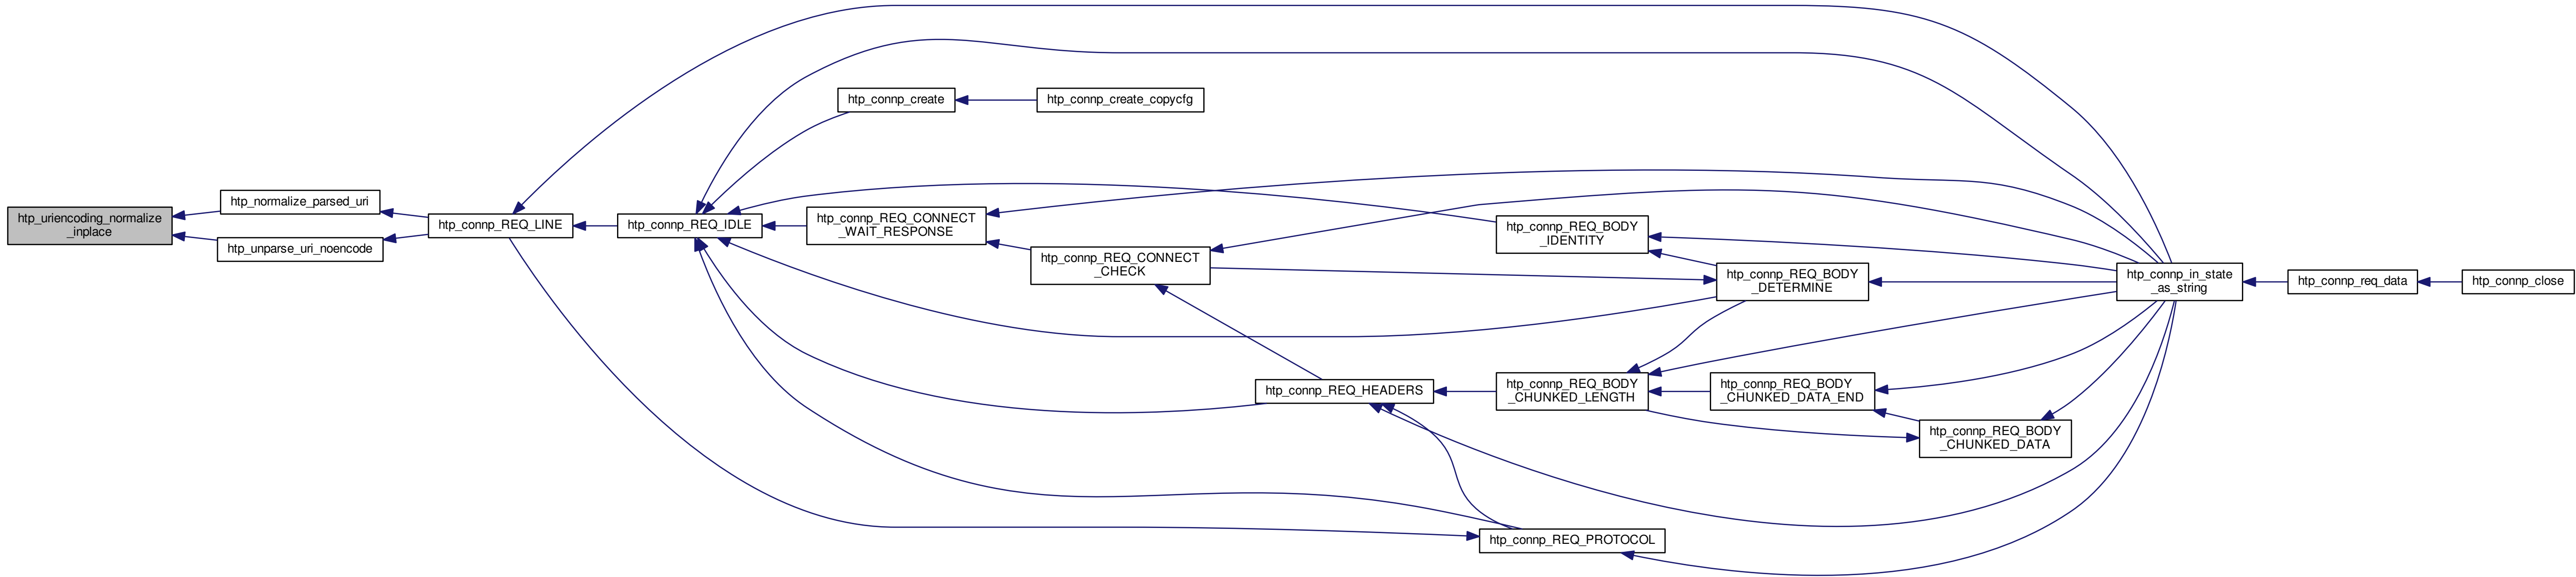 htp_uriencoding_normalize
_inplace
htp_normalize_parsed_uri
htp_unparse_uri_noencode
htp_connp_REQ_LINE
htp_connp_REQ_IDLE
htp_connp_create
htp_connp_create_copycfg
htp_connp_REQ_CONNECT
_WAIT_RESPONSE
htp_connp_REQ_CONNECT
_CHECK
htp_connp_REQ_HEADERS
htp_connp_REQ_BODY
_IDENTITY
htp_connp_REQ_BODY
_DETERMINE
htp_connp_REQ_BODY
_CHUNKED_LENGTH
htp_connp_REQ_BODY
_CHUNKED_DATA_END
htp_connp_REQ_BODY
_CHUNKED_DATA
htp_connp_REQ_PROTOCOL
htp_connp_in_state
_as_string
htp_connp_req_data
htp_connp_close